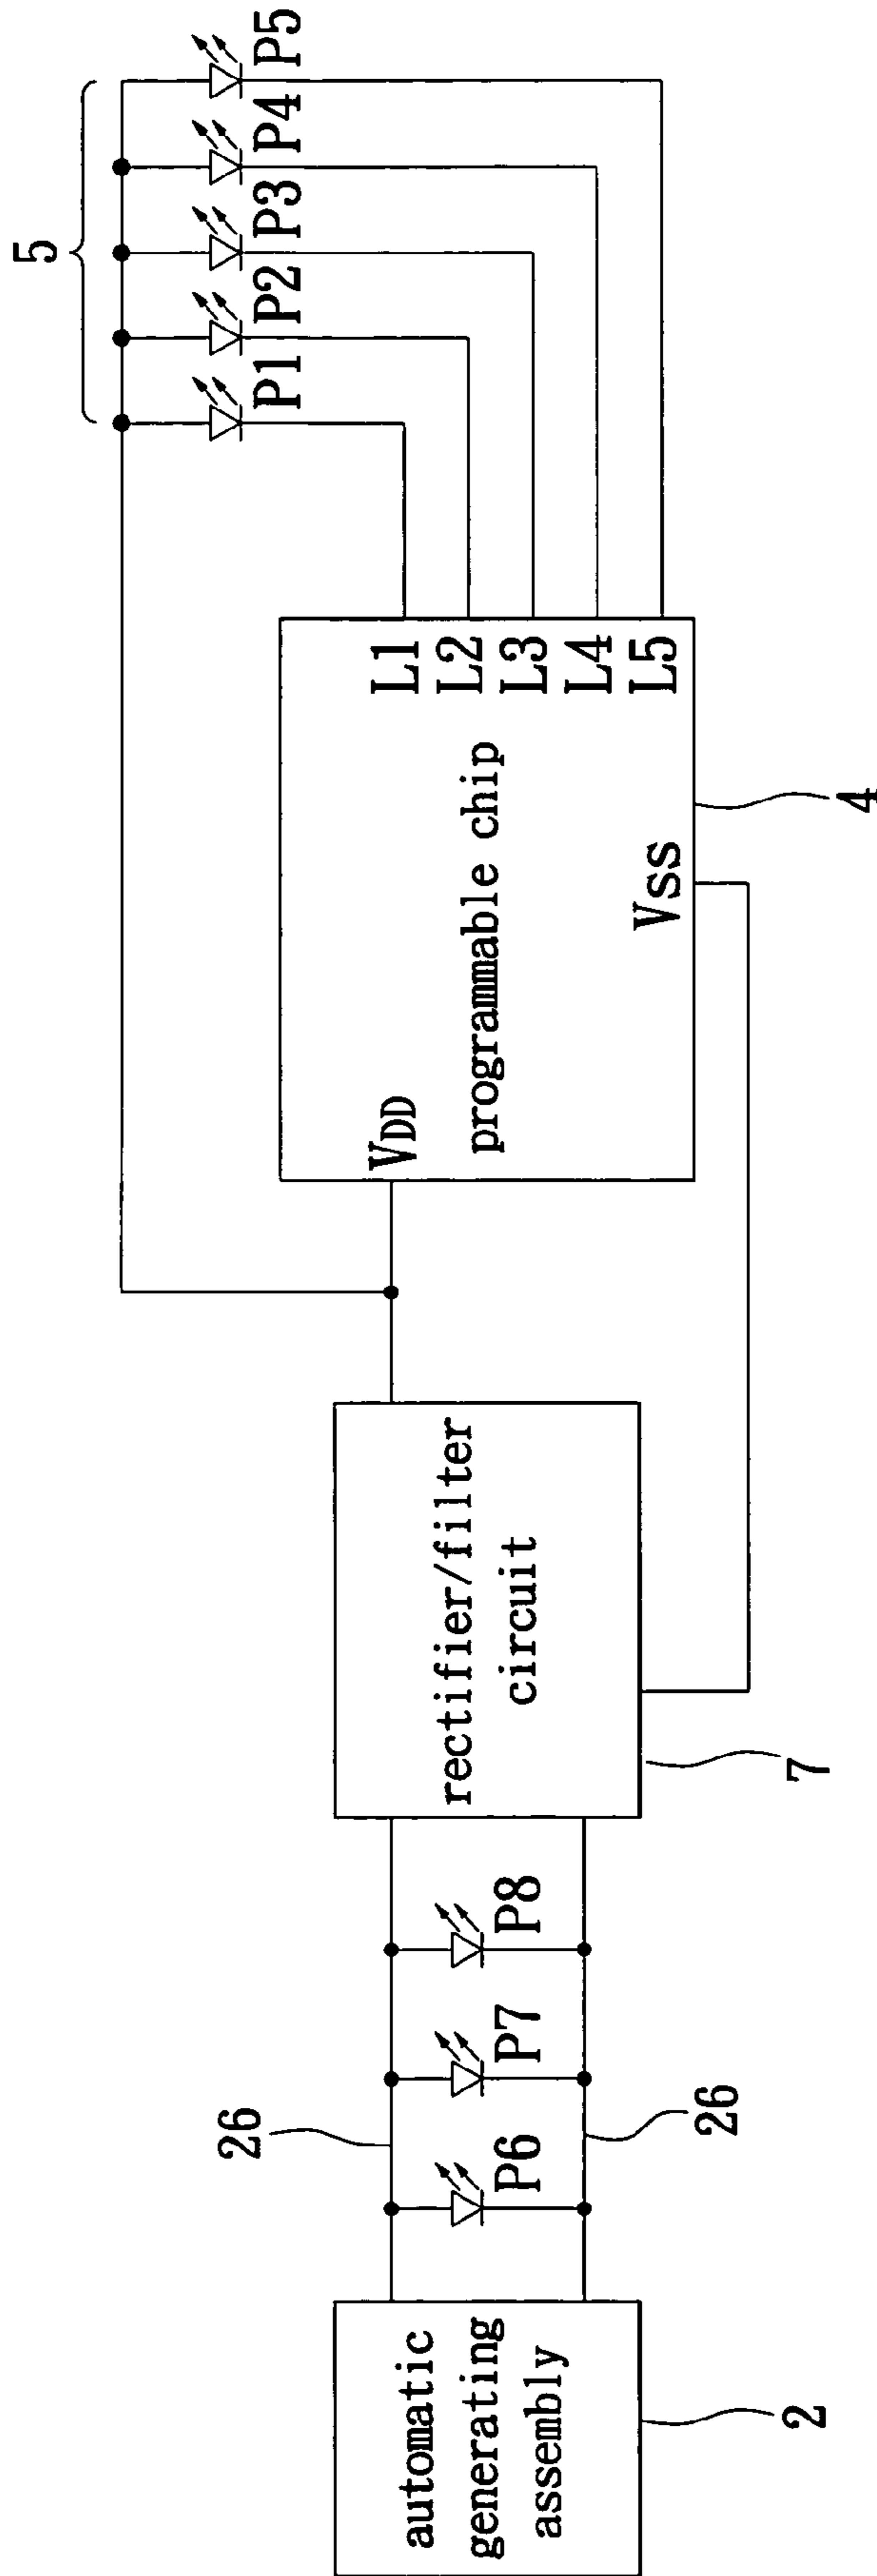 5
P1
P2
P3
P4
P5
L1
L2
L3
L4
L5
VDD
programmable chip
VSS
4
rectifier/filter
circuit
7
26
P6
P7
P8
26
automatic
generating
assembly
2